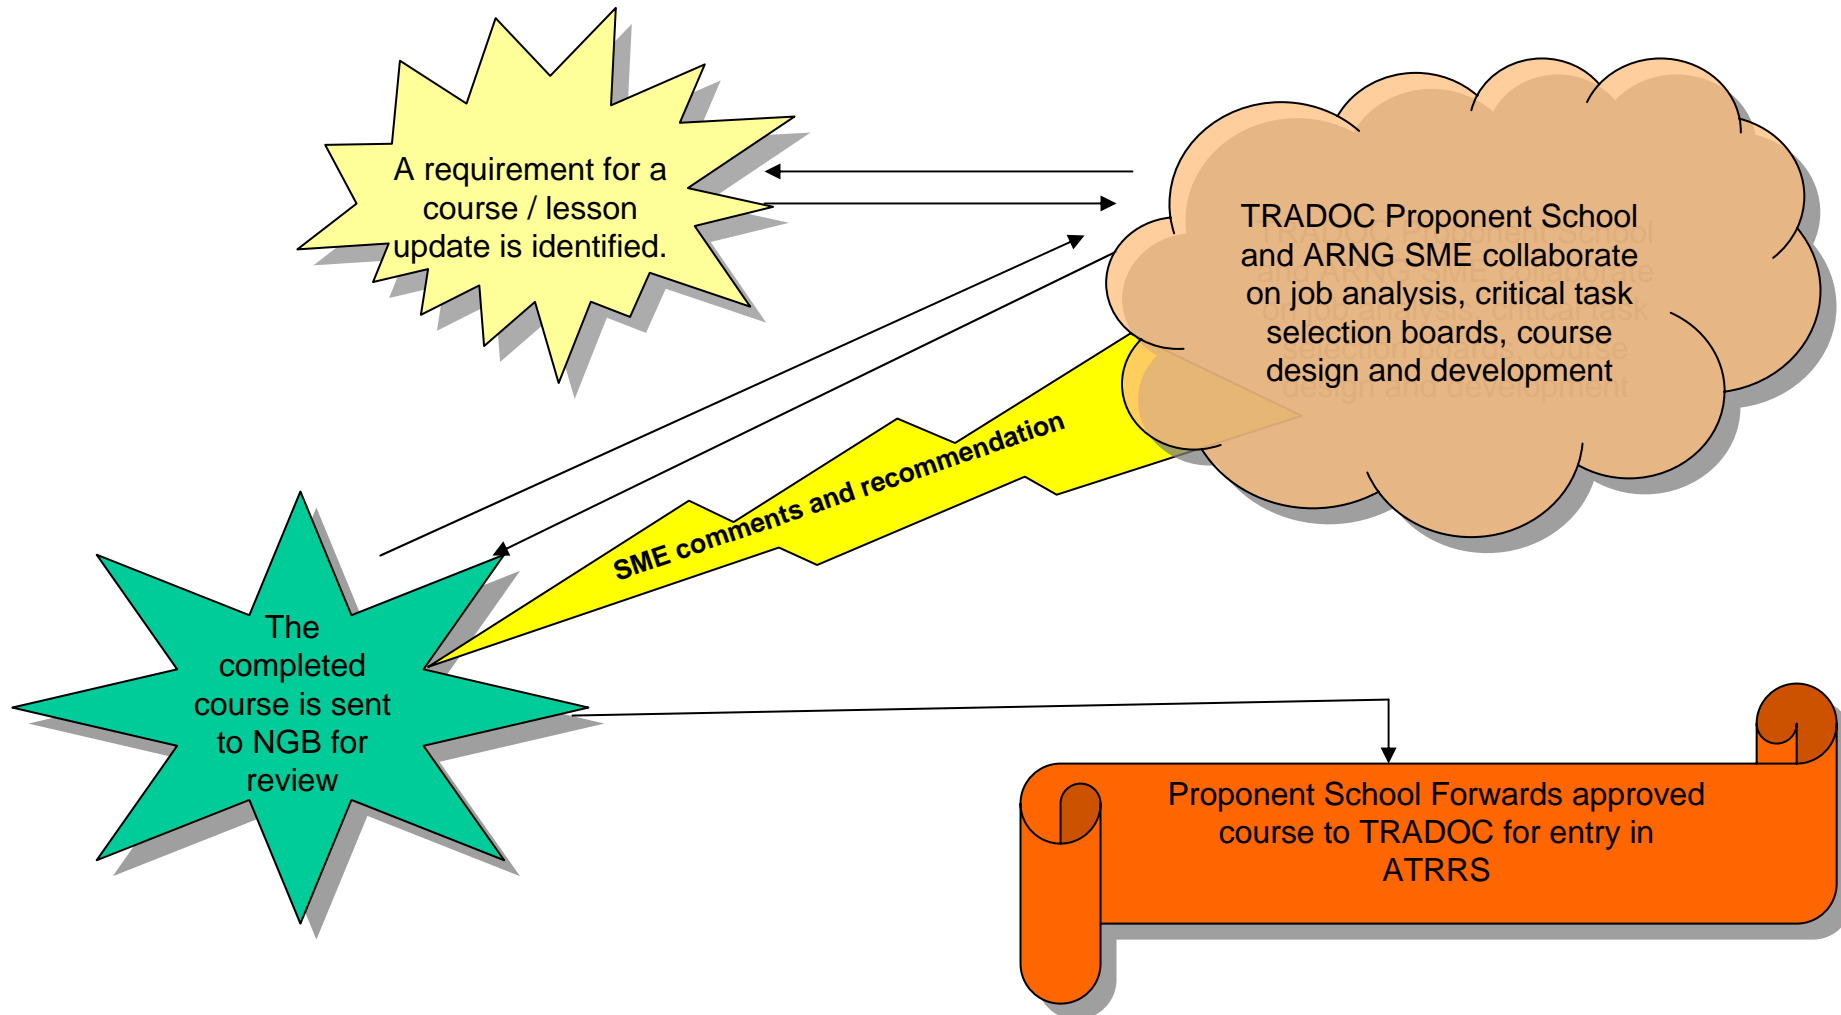 A requirement for a
course / lesson
update is identified.
TRADOC Proponent School
and ARNG SME collaborate
on job analysis, critical task
selection boards, course
design and development
SME comments and recommendation
The
completed
course is sent
to NGB for
review
Proponent School Forwards approved
course to TRADOC for entry in
ATRRS